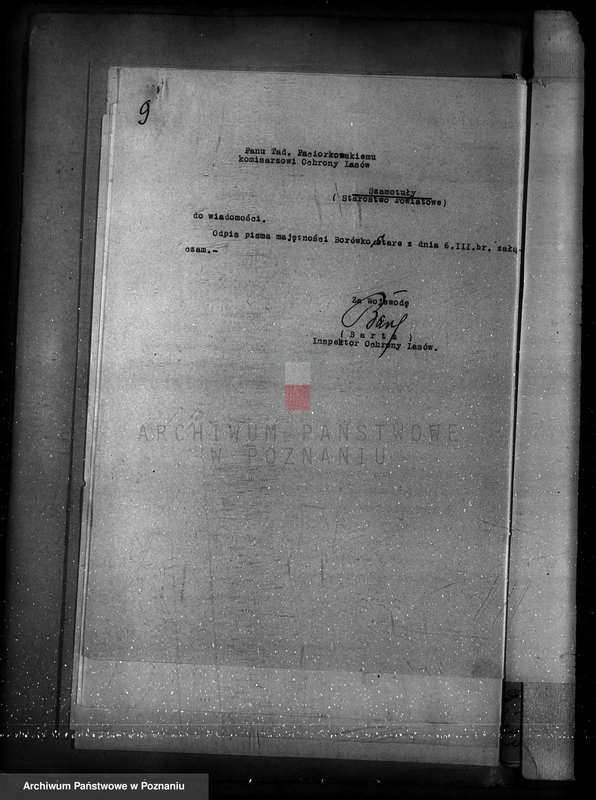 9
Panu Tad. Paciorkowskiemu
komisarzowi Ochrony Lasów
Szamotuły
( Starostwo Powiatowe)
do wiadomości.
Odpis pisma majętności Borówko Stare z dnia 6.III.br. załą-
czam.-
Za Wojewodę
( B a r t z )
Inspektor Ochrony Lasów.
ARCHIWUM PAŃSTWOWE
W POZNANIU
Archiwum Państwowe w Poznaniu